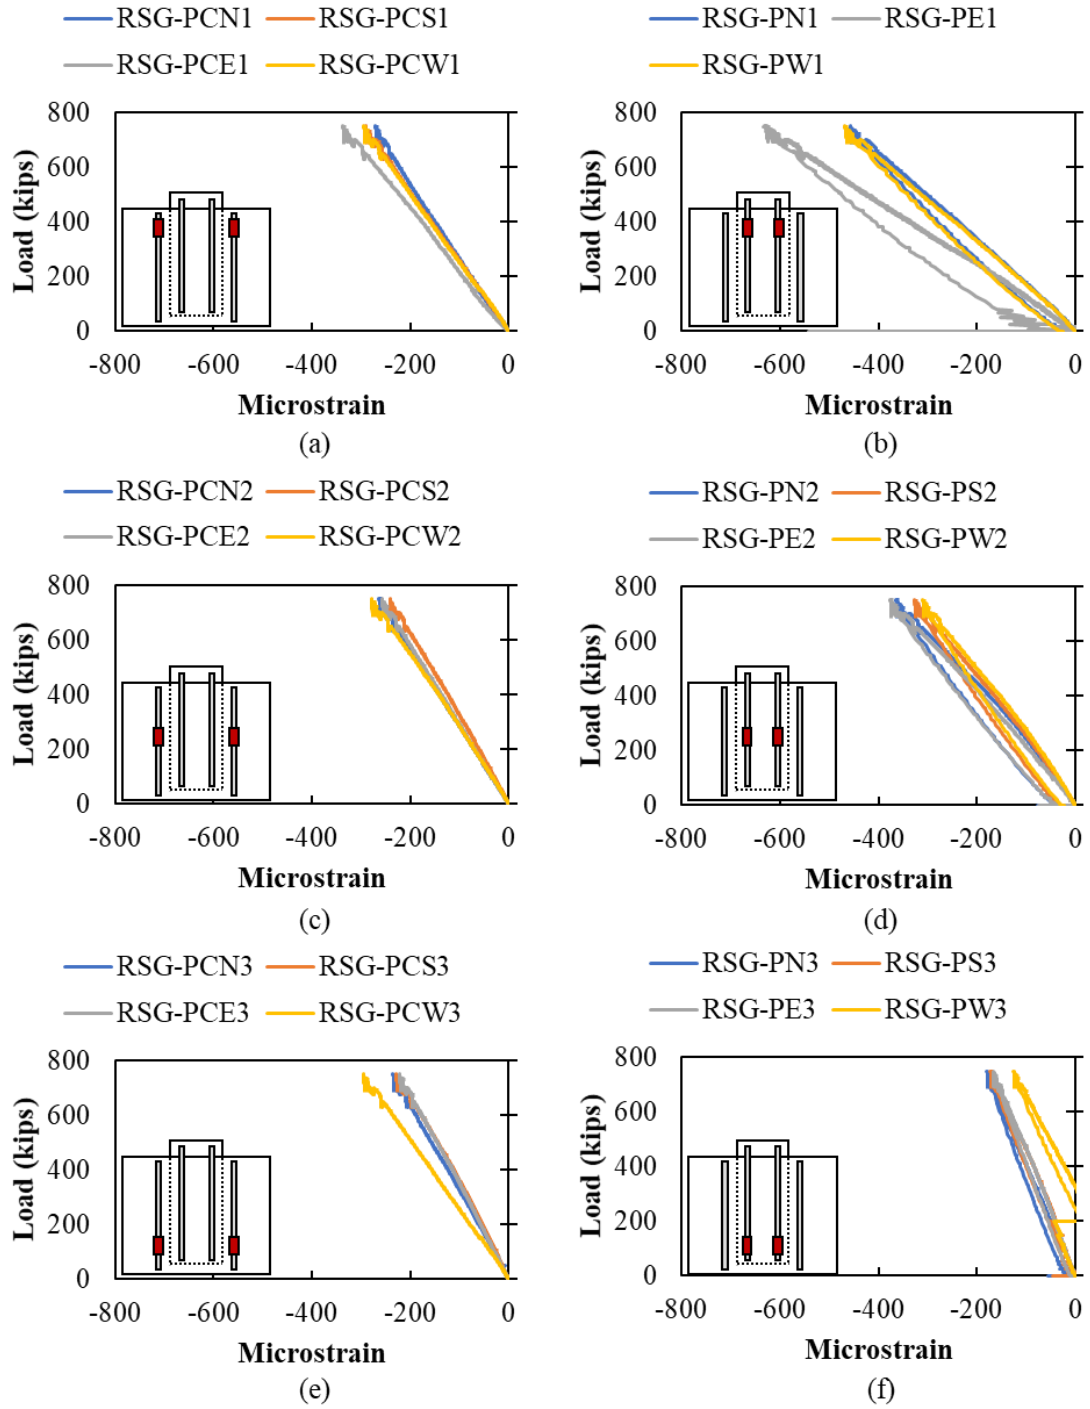 RSG-PCN1 RSG-PCS1
RSG-PCE1 RSG-PCW1
800
600
400
200
0
Load (kips)
-800 -600 -400 -200 0
Microstrain
(a)
RSG-PN1 RSG-PE1
RSG-PW1
800
600
400
200
0
Load (kips)
-800 -600 -400 -200 0
Microstrain
(b)
RSG-PCN2 RSG-PCS2
RSG-PCE2 RSG-PCW2
800
600
400
200
0
Load (kips)
-800 -600 -400 -200 0
Microstrain
(c)
RSG-PN2 RSG-PS2
RSG-PE2 RSG-PW2
800
600
400
200
0
Load (kips)
-800 -600 -400 -200 0
Microstrain
(d)
RSG-PCN3 RSG-PCS3
RSG-PCE3 RSG-PCW3
800
600
400
200
0
Load (kips)
-800 -600 -400 -200 0
Microstrain
(e)
RSG-PN3 RSG-PS3
RSG-PE3 RSG-PW3
800
600
400
200
0
Load (kips)
-800 -600 -400 -200 0
Microstrain
(f)